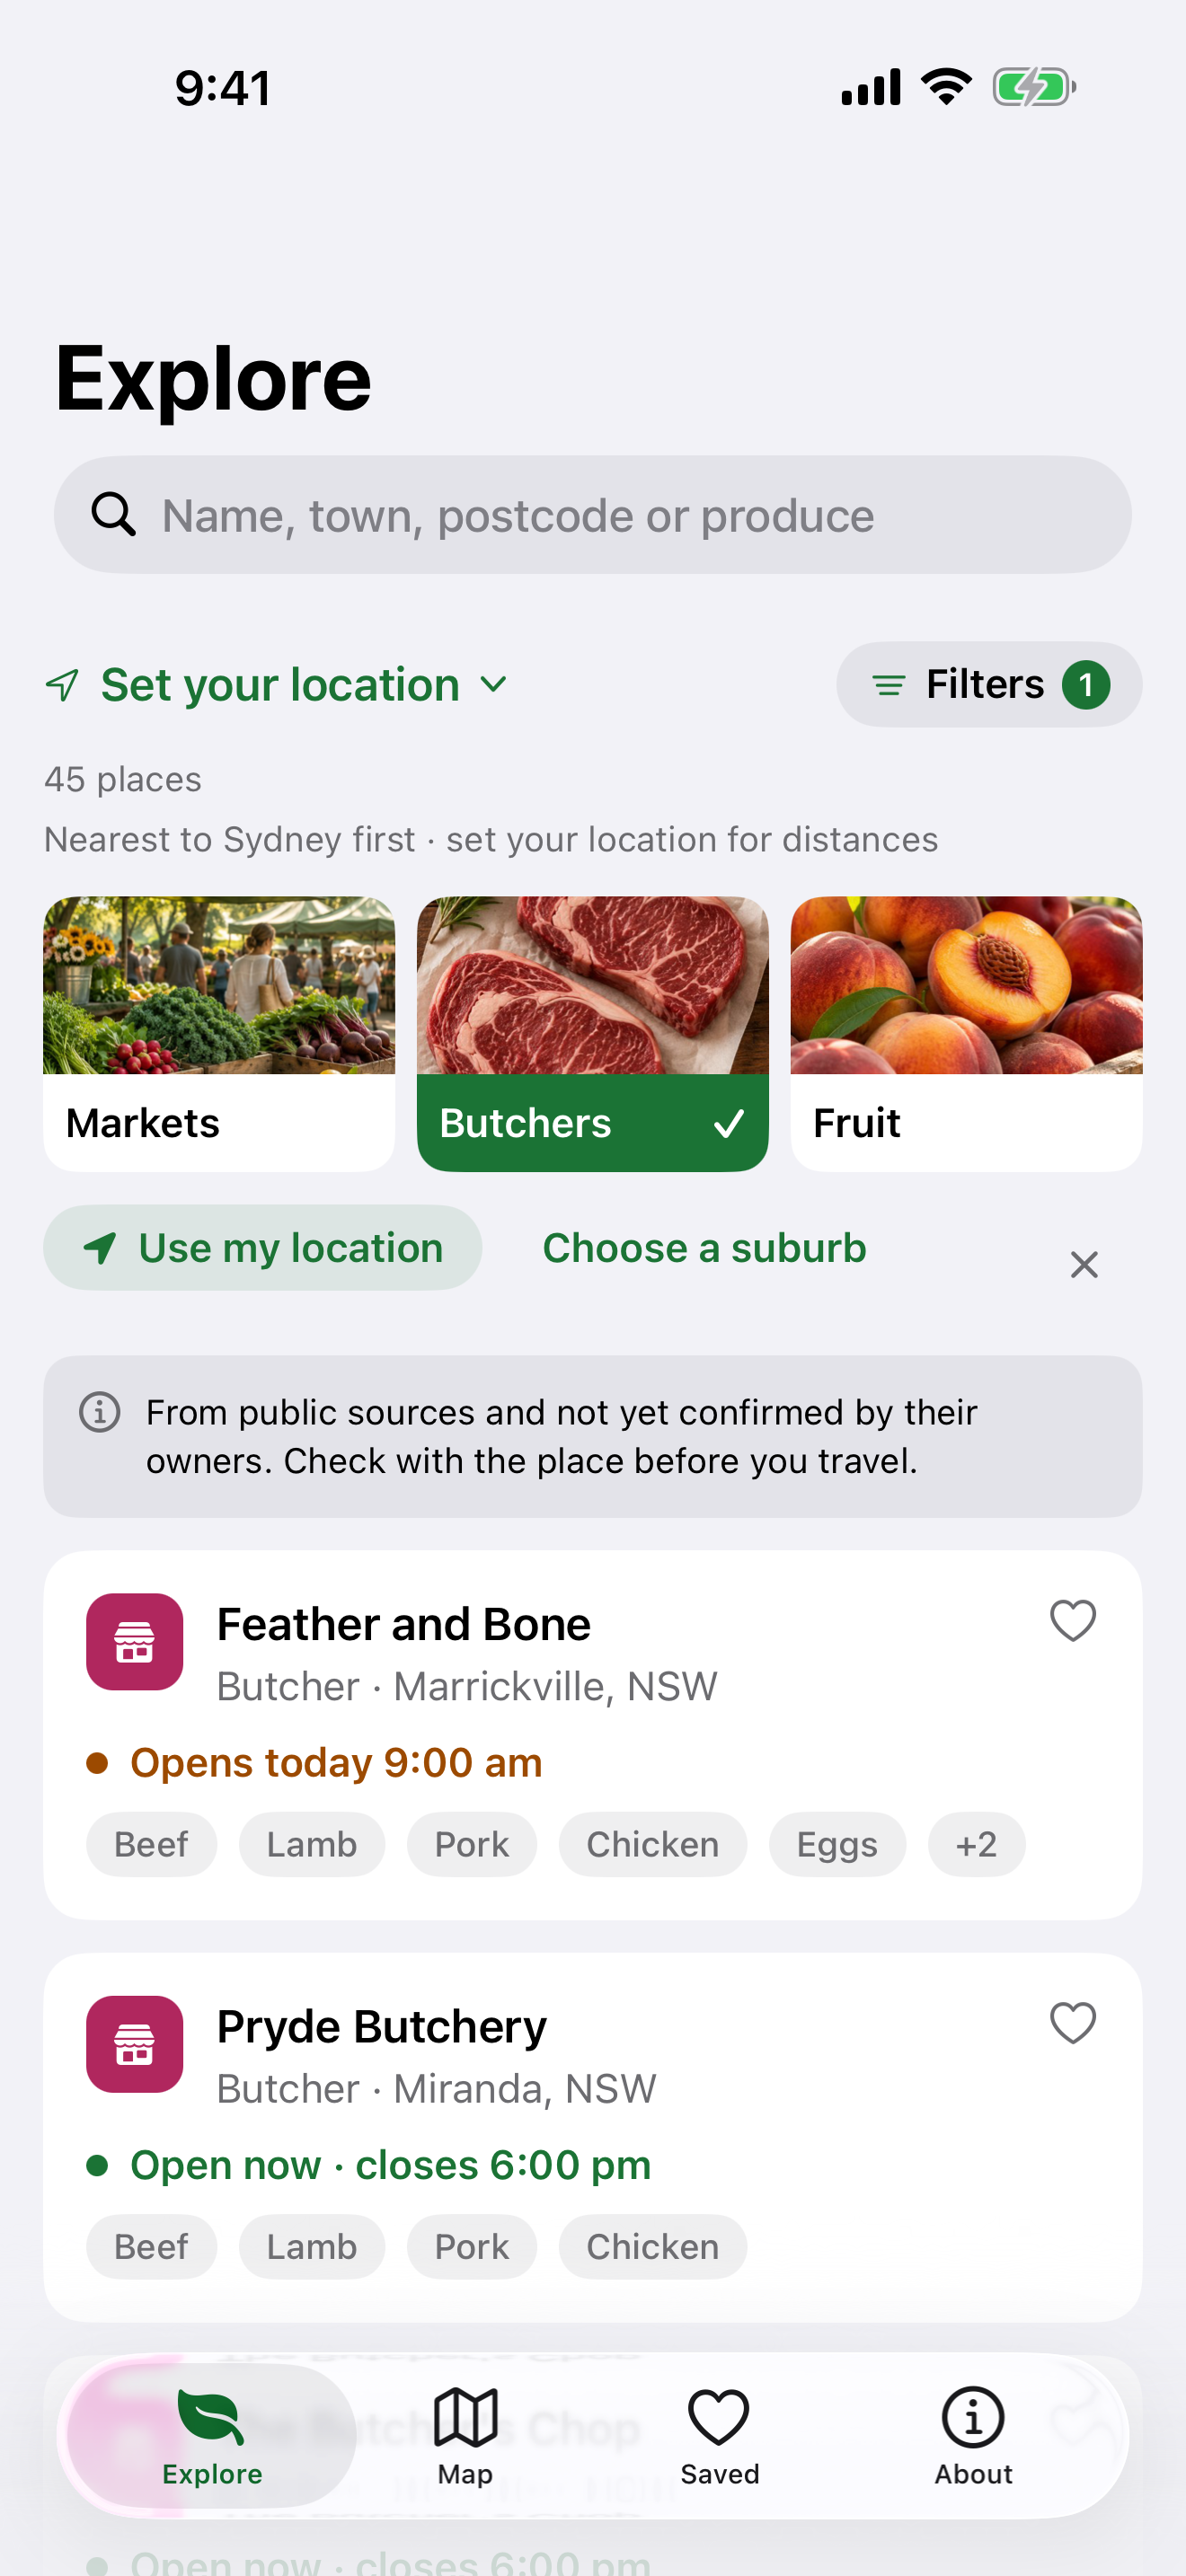 9:41
Explore
Name, town, postcode or produce
Set your location
Filters 1
45 places
Nearest to Sydney first · set your location for distances
Markets
Butchers
Fruit
Use my location
Choose a suburb
From public sources and not yet confirmed by their
owners. Check with the place before you travel.
Feather and Bone
Butcher · Marrickville, NSW
Opens today 9:00 am
Beef Lamb Pork Chicken Eggs +2
Pryde Butchery
Butcher · Miranda, NSW
Open now · closes 6:00 pm
Beef Lamb Pork Chicken
Explore
Map
Saved
About
Open now · closes 6:00 pm